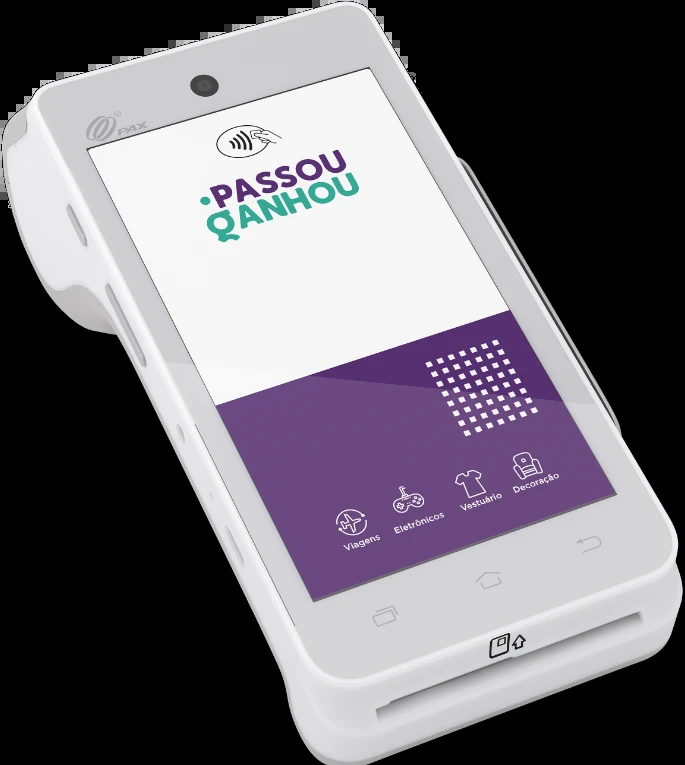 PAX
PASSOU
GANHOU
Viagens
Eletrônicos
Vestuário
Decoração